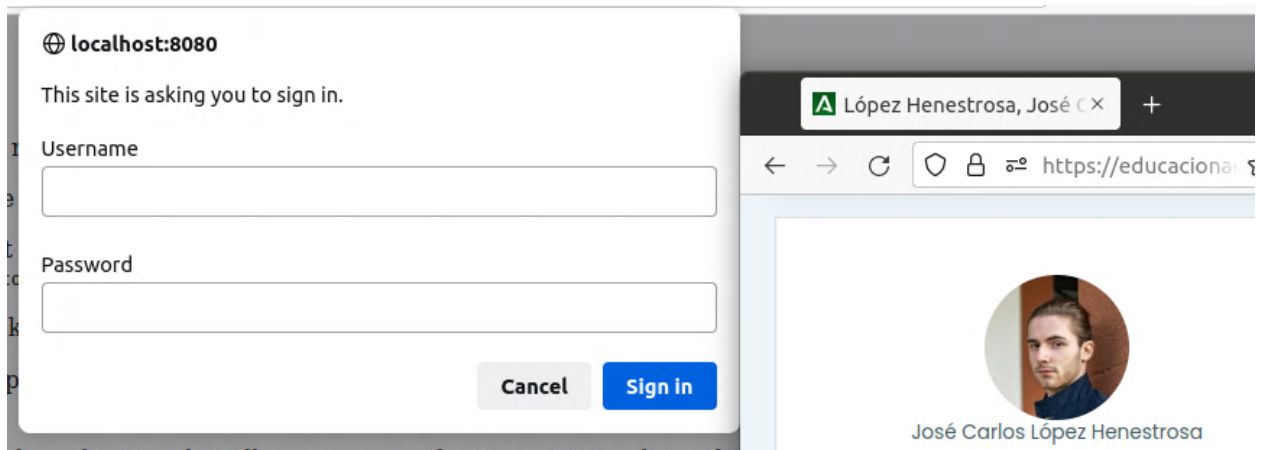 localhost:8080
This site is asking you to sign in.
Username
Password
Cancel Sign in
López Henestrosa, José C
https://educaciona
José Carlos López Henestrosa